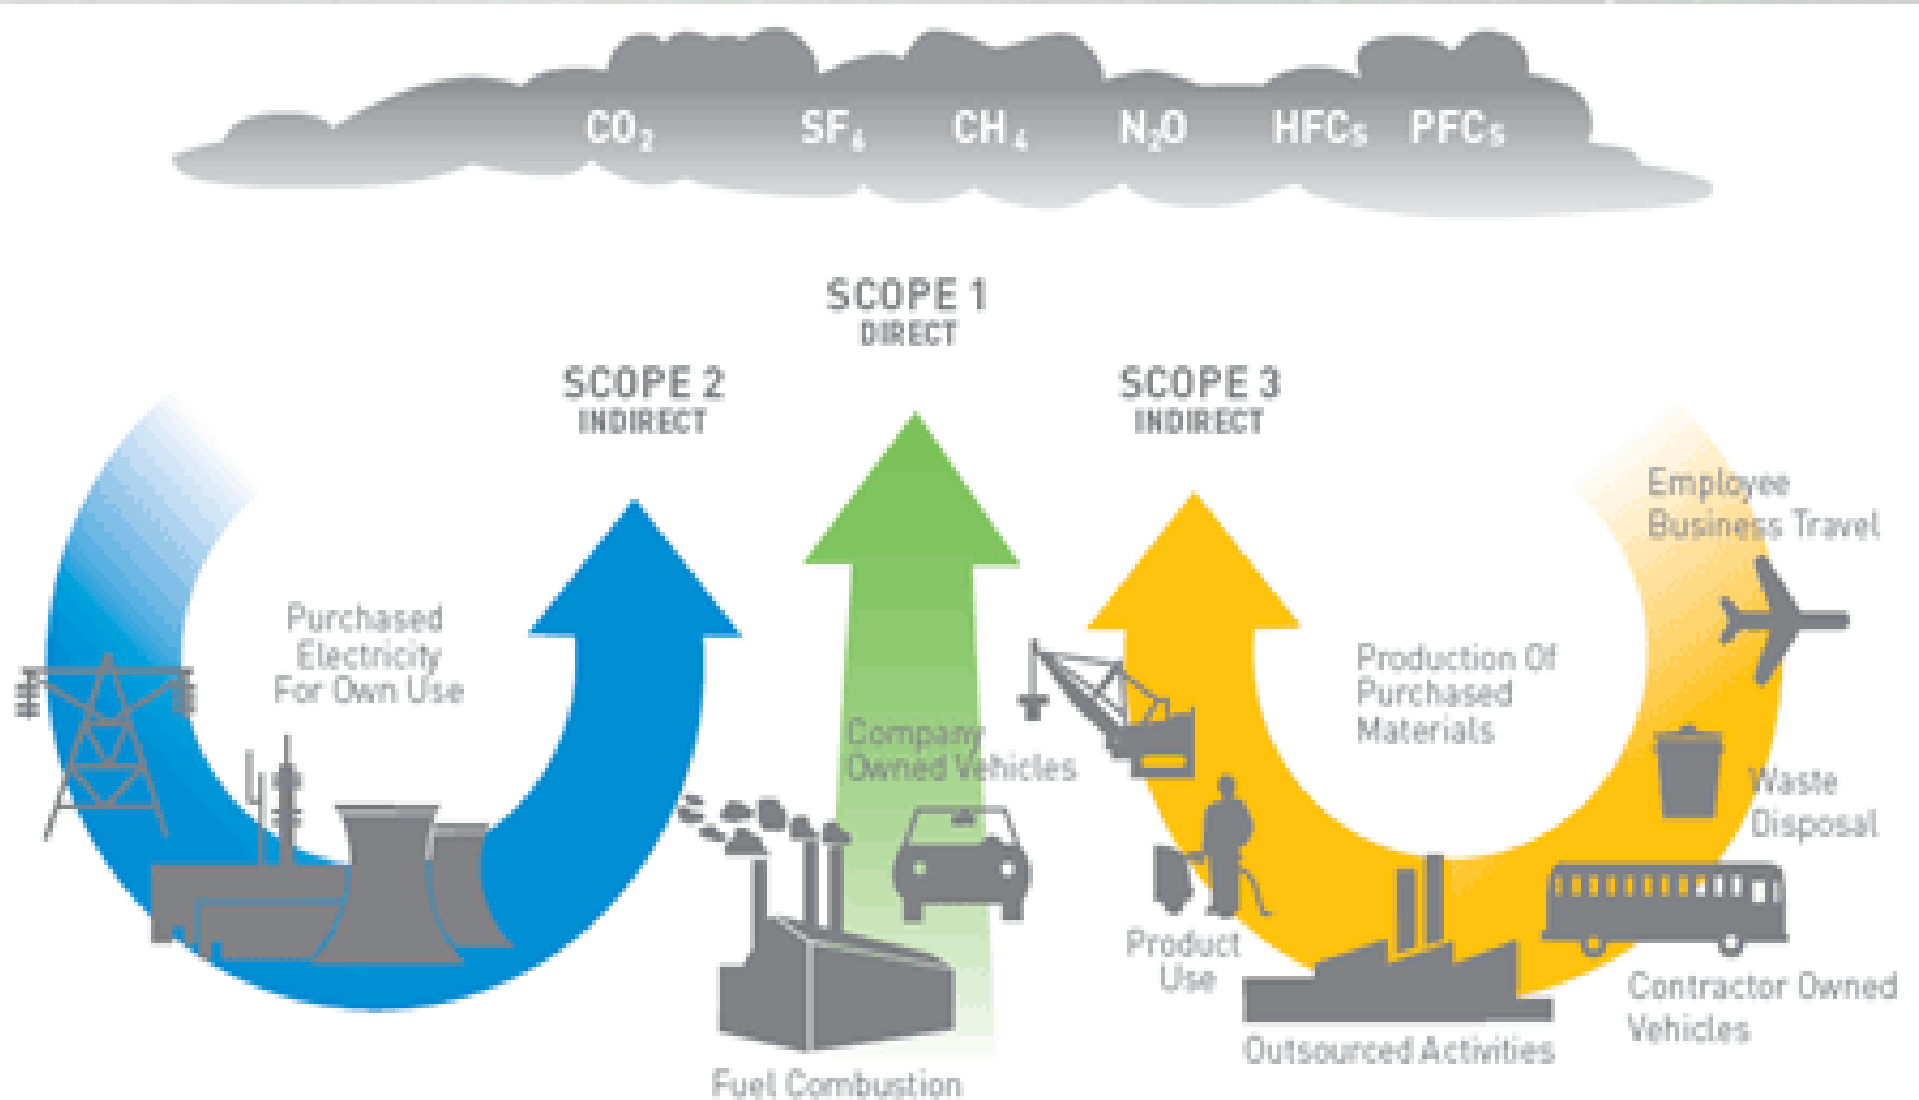 CO₂ SF₆ CH₄ N₂O HFCs PFCs
SCOPE 1
DIRECT
SCOPE 2
INDIRECT
SCOPE 3
INDIRECT
Employee
Business Travel
Purchased
Electricity
For Own Use
Production Of
Purchased
Materials
Company
Owned Vehicles
Waste
Disposal
Product
Use
Contractor Owned
Vehicles
Outsourced Activities
Fuel Combustion